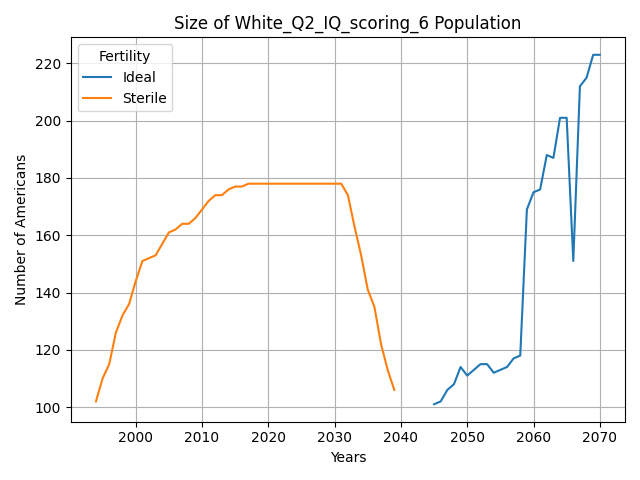 Size of White_Q2_IQ_scoring_6 Population
Fertility
Ideal
Sterile
Number of Americans
220
200
180
160
140
120
100
2000 2010 2020 2030 2040 2050 2060 2070
Years